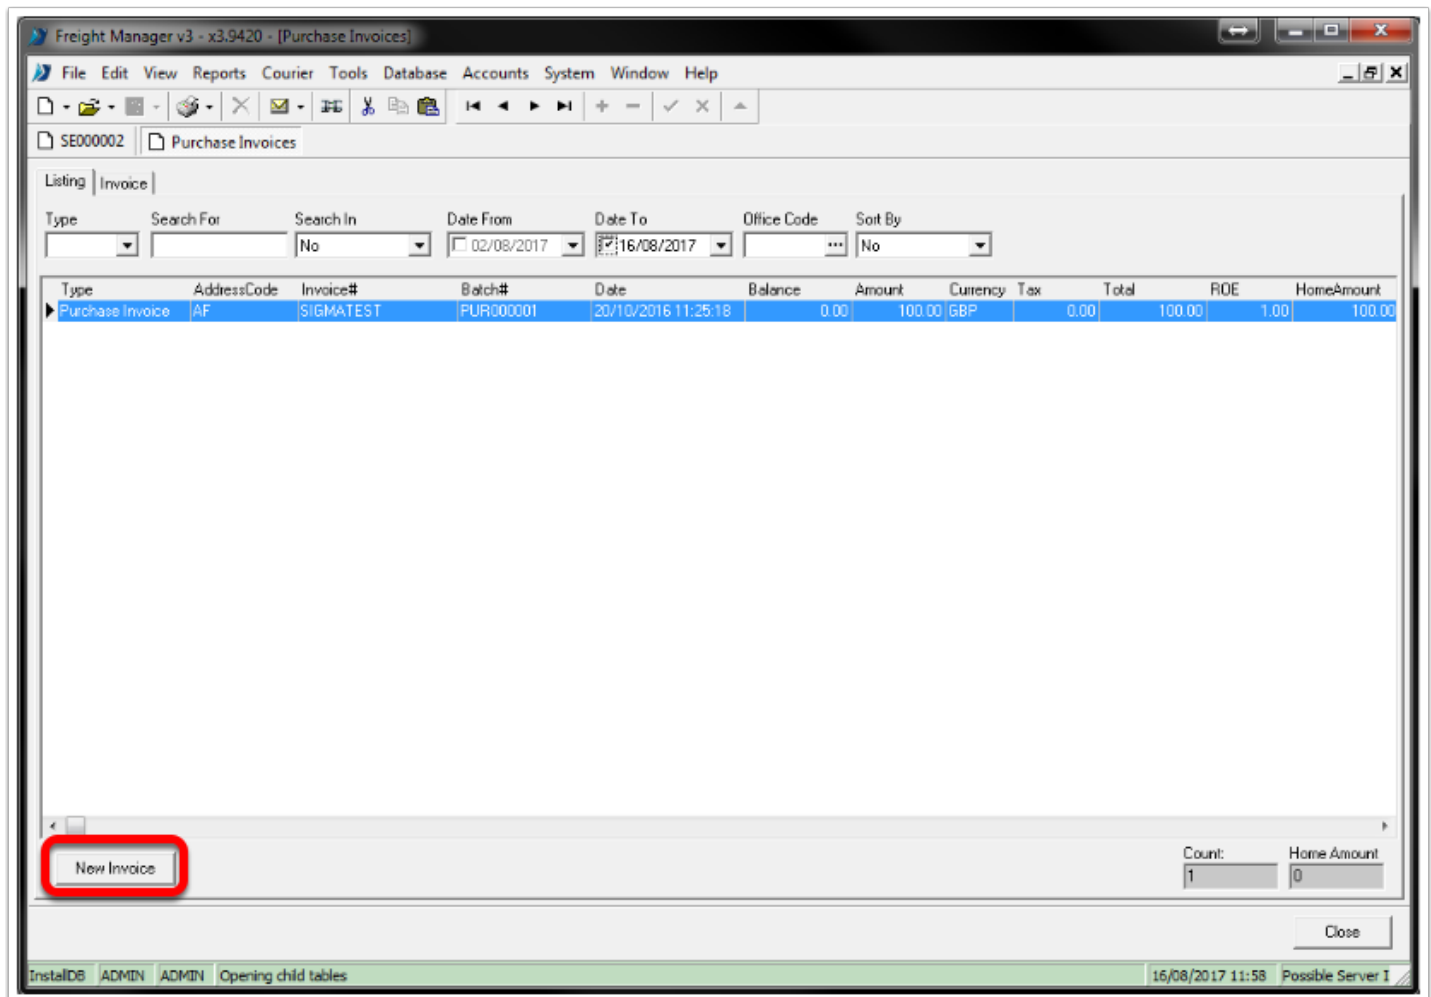 Freight Manager v3 - x3.9420 - [Purchase Invoices]
File Edit View Reports Courier Tools Database Accounts System Window Help
SE000002 Purchase Invoices
Listing Invoice
Type Search For Search In Date From Date To Office Code Sort By
No 02/08/2017 16/08/2017 ... No
Type AddressCode Invoice# Batch# Date Balance Amount Currency Tax Total ROE HomeAmount
Purchase Invoice AF SIGMATEST PUR000001 20/10/2016 11:25:18 0.00 100.00 GBP 0.00 100.00 1.00 100.00
New Invoice Count: Home Amount
1 0
Close
InstallDB ADMIN ADMIN Opening child tables 16/08/2017 11:58 Possible Server I